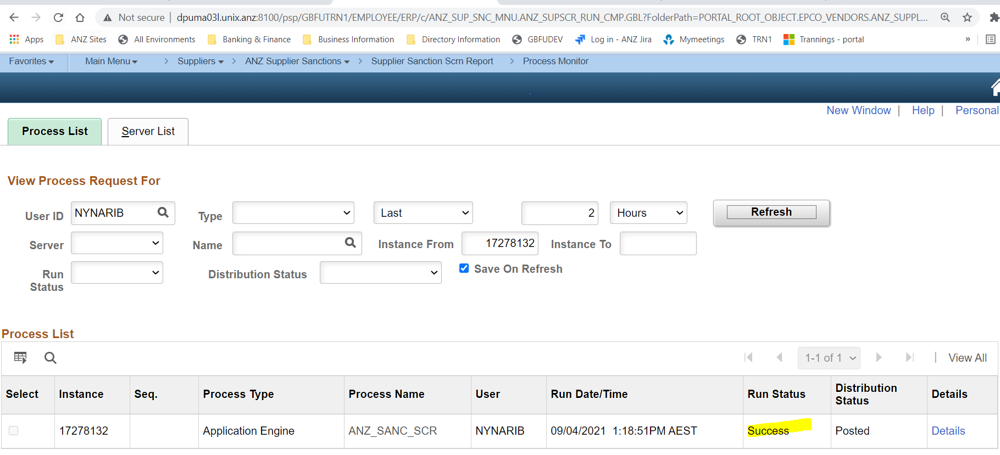 Not secure | dpuma03l.unix.anz:8100/psp/GBFUTRN1/EMPLOYEE/ERP/c/ANZ_SUP_SNC_MNU.ANZ_SUPSCR_RUN_CMP.GBL?FolderPath=PORTAL_ROOT_OBJECT.EPCO_VENDORS.ANZ_SUPPL...
Apps ANZ Sites All Environments Banking & Finance Business Information Directory Information GBFUDEV Log in - ANZ Jira Mymeetings TRN1 Trannings - portal »
Favorites Main Menu > Suppliers > ANZ Supplier Sanctions > Supplier Sanction Scrn Report > Process Monitor
New Window | Help | Personal
Process List Server List
View Process Request For
User ID NYNARIB Type Last 2 Hours Refresh
Server Name Instance From 17278132 Instance To
Run Status Distribution Status Save On Refresh
Process List
1-1 of 1 | View All
Select Instance Seq. Process Type Process Name User Run Date/Time Run Status Distribution Status Details
17278132 Application Engine ANZ_SANC_SCR NYNARIB 09/04/2021 1:18:51PM AEST Success Posted Details